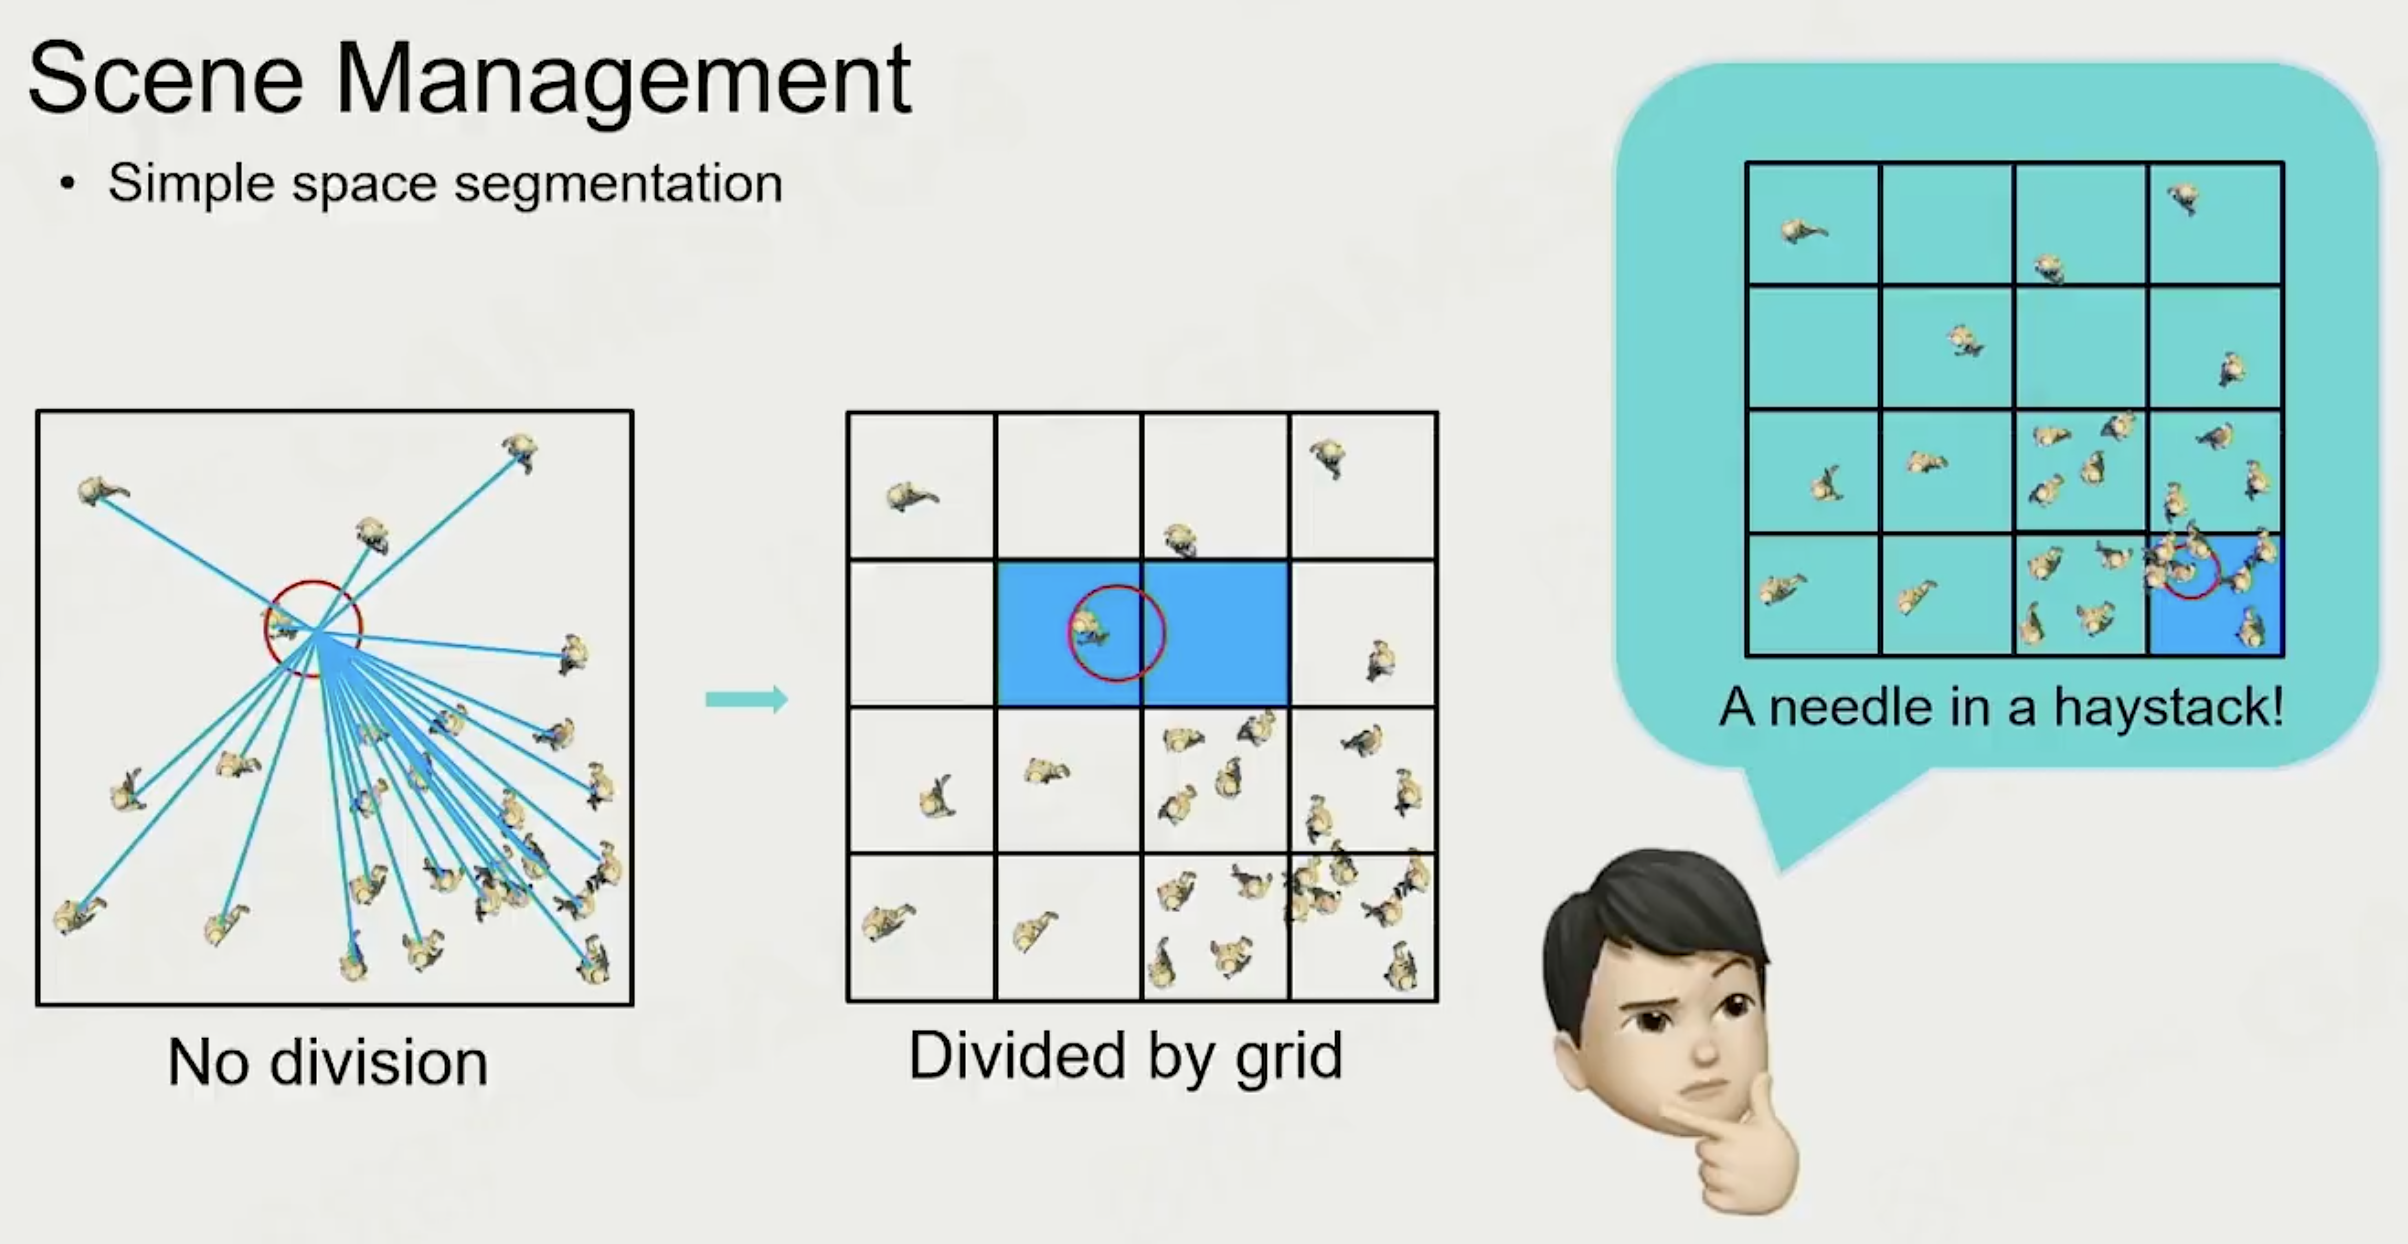 Scene Management
• Simple space segmentation
No division
Divided by grid
A needle in a haystack!